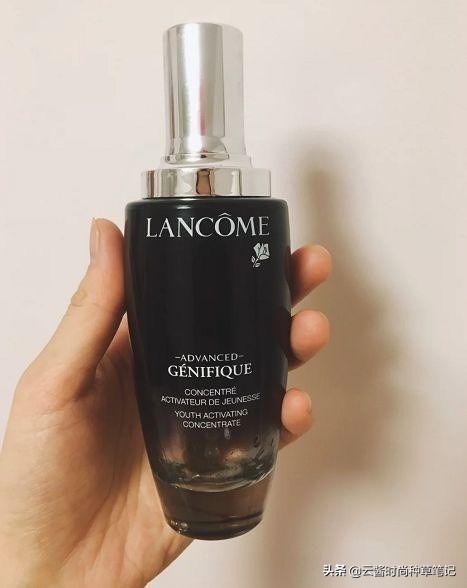 LANCÔME
–ADVANCED–
GÉNIFIQUE
CONCENTRÉ
ACTIVATEUR DE JEUNESSE
YOUTH ACTIVATING
CONCENTRATE
头条 @云酱时尚种草笔记